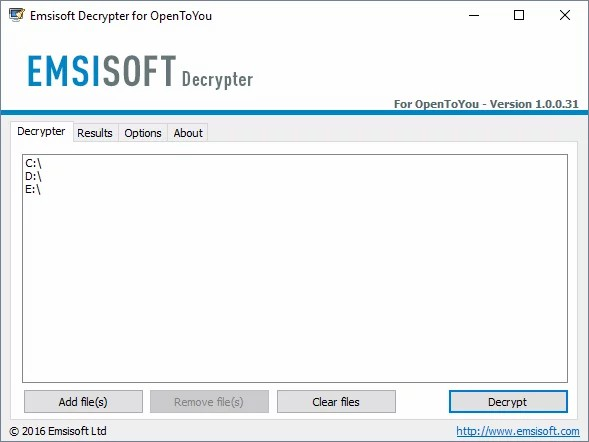 Emsisoft Decrypter for OpenToYou
EMSISOFT Decrypter
For OpenToYou - Version 1.0.0.31
Decrypter Results Options About
C:\
D:\
E:\
Add file(s) Remove file(s) Clear files Decrypt
© 2016 Emsisoft Ltd http://www.emsisoft.com